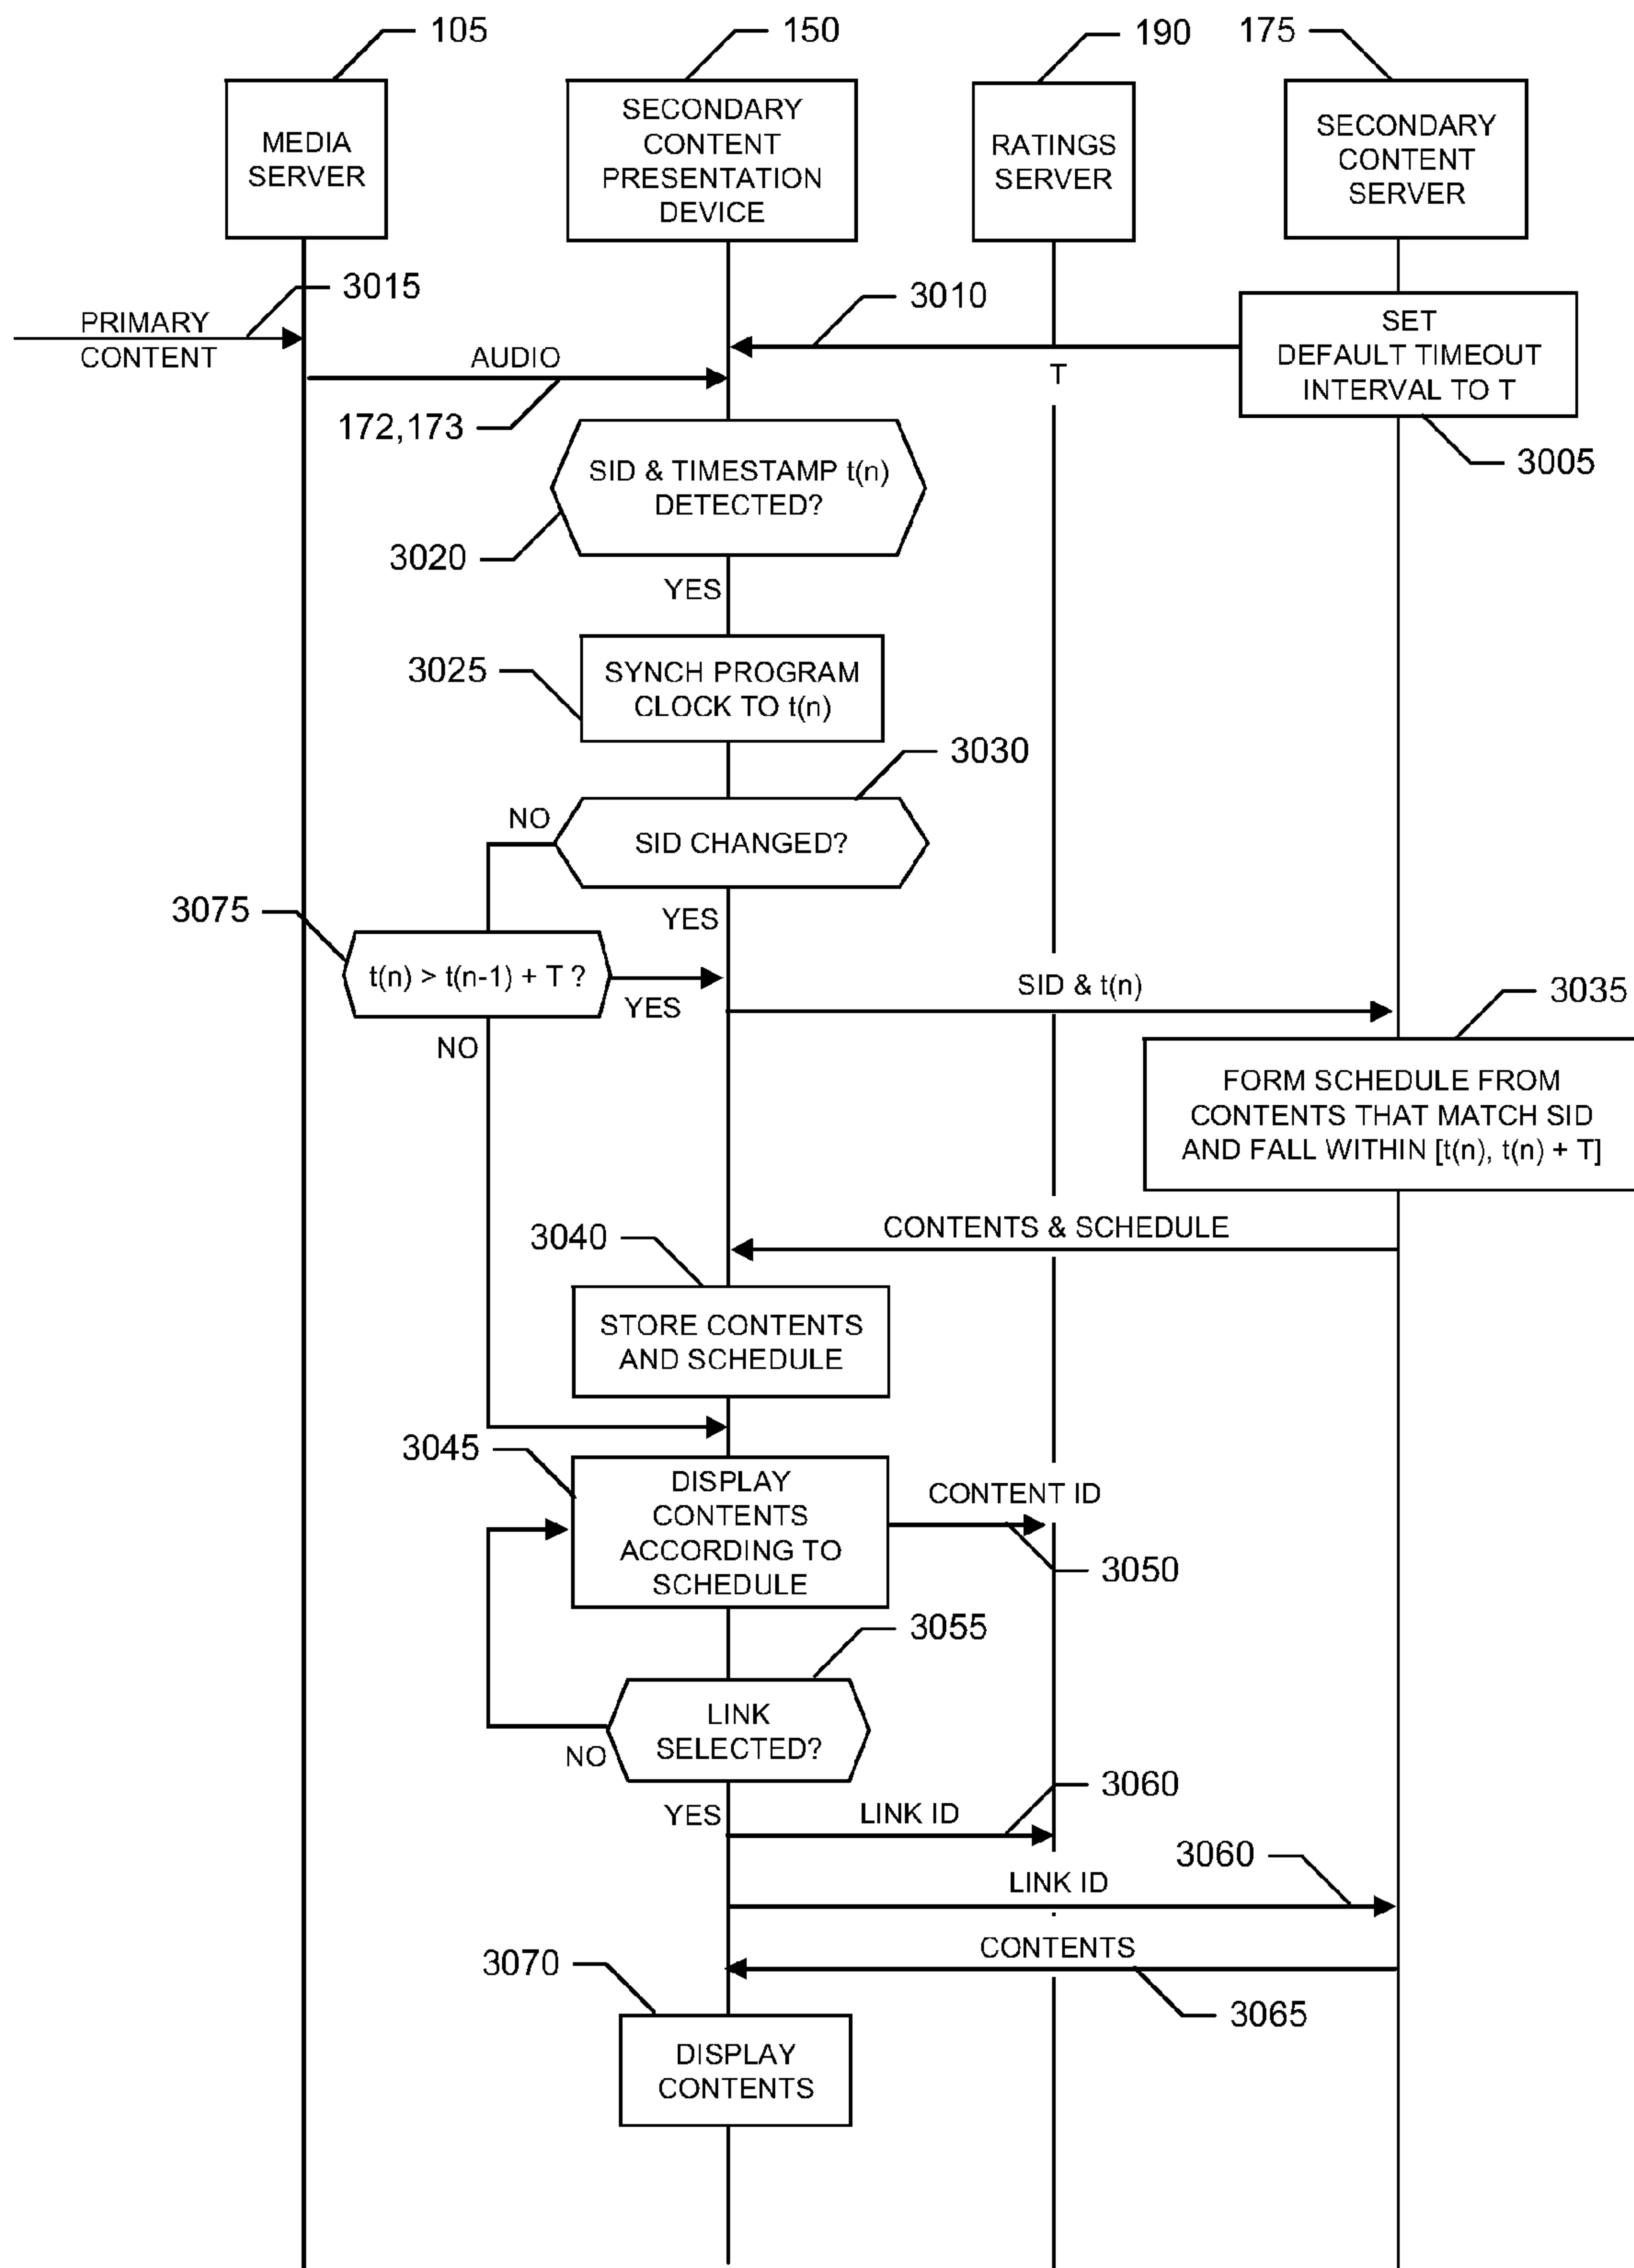 105
150
190
175
MEDIA
SERVER
SECONDARY
CONTENT
PRESENTATION
DEVICE
RATINGS
SERVER
SECONDARY
CONTENT
SERVER
3015
3010
PRIMARY
CONTENT
AUDIO
172,173
T
SET
DEFAULT TIMEOUT
INTERVAL TO T
3005
SID & TIMESTAMP t(n)
DETECTED?
3020
YES
3025
SYNCH PROGRAM
CLOCK TO t(n)
3030
NO
SID CHANGED?
3075
YES
t(n) > t(n-1) + T ?
YES
NO
SID & t(n)
3035
FORM SCHEDULE FROM
CONTENTS THAT MATCH SID
AND FALL WITHIN [t(n), t(n) + T]
CONTENTS & SCHEDULE
3040
STORE CONTENTS
AND SCHEDULE
3045
DISPLAY
CONTENTS
ACCORDING TO
SCHEDULE
CONTENT ID
3050
3055
LINK
SELECTED?
NO
YES
LINK ID
3060
3060
LINK ID
CONTENTS
3065
3070
DISPLAY
CONTENTS